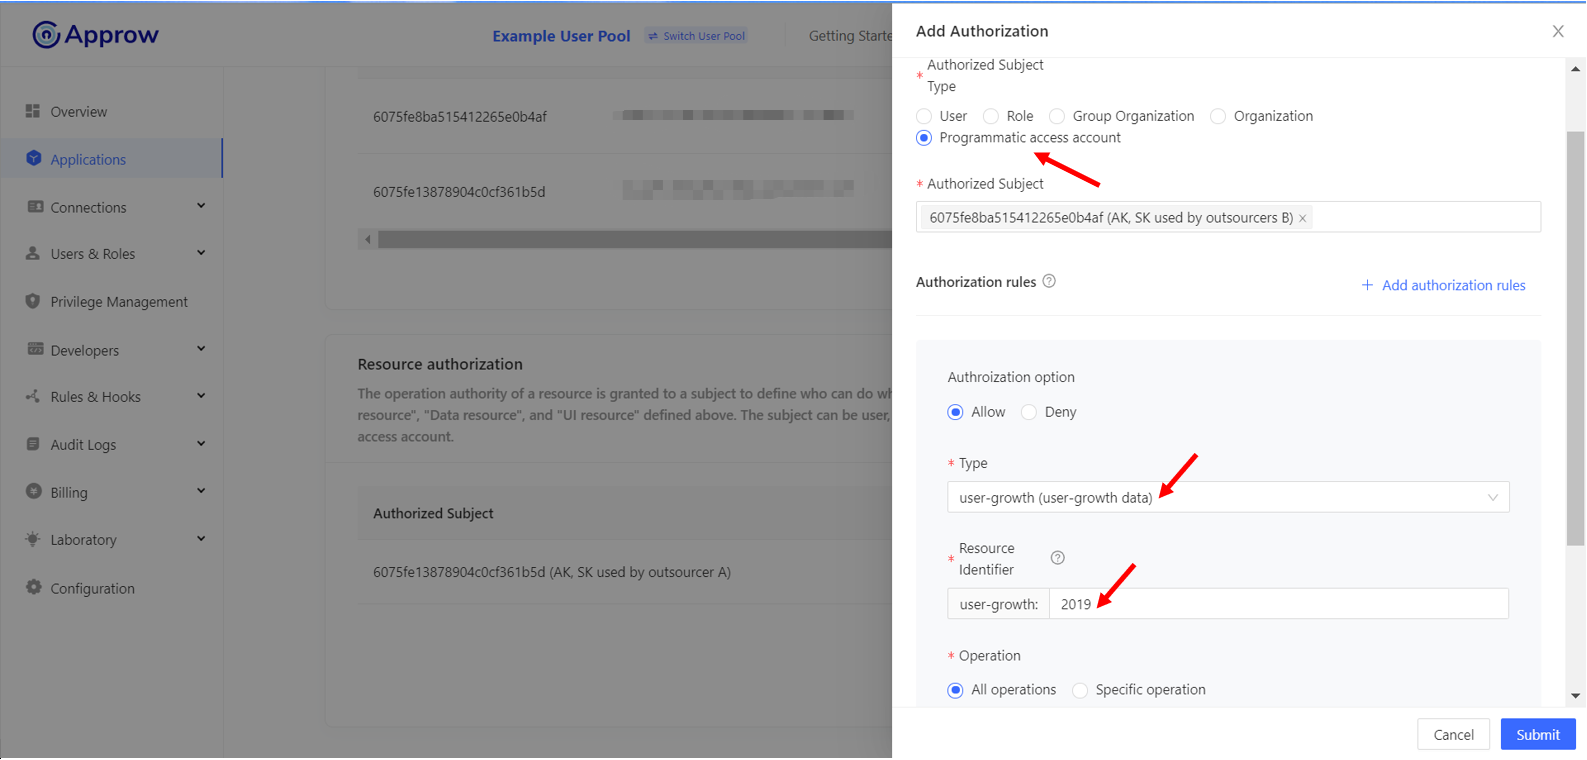 Approw
Example User Pool
Switch User Pool
Getting Starte
Overview
Applications
Connections
Users & Roles
Privilege Management
Developers
Rules & Hooks
Audit Logs
Billing
Laboratory
Configuration
6075fe8ba515412265e0b4af
6075fe13878904c0cf361b5d
Resource authorization
The operation authority of a resource is granted to a subject to define who can do wh
resource", "Data resource", and "UI resource" defined above. The subject can be user,
access account.
Authorized Subject
6075fe13878904c0cf361b5d (AK, SK used by outsourcer A)
Add Authorization
* Authorized Subject
Type
User Role Group Organization Organization
Programmatic access account
* Authorized Subject
6075fe8ba515412265e0b4af (AK, SK used by outsourcers B) ×
Authorization rules ?
+ Add authorization rules
Authroization option
Allow Deny
* Type
user-growth (user-growth data)
* Resource
Identifier ?
user-growth: 2019
* Operation
All operations Specific operation
Cancel Submit